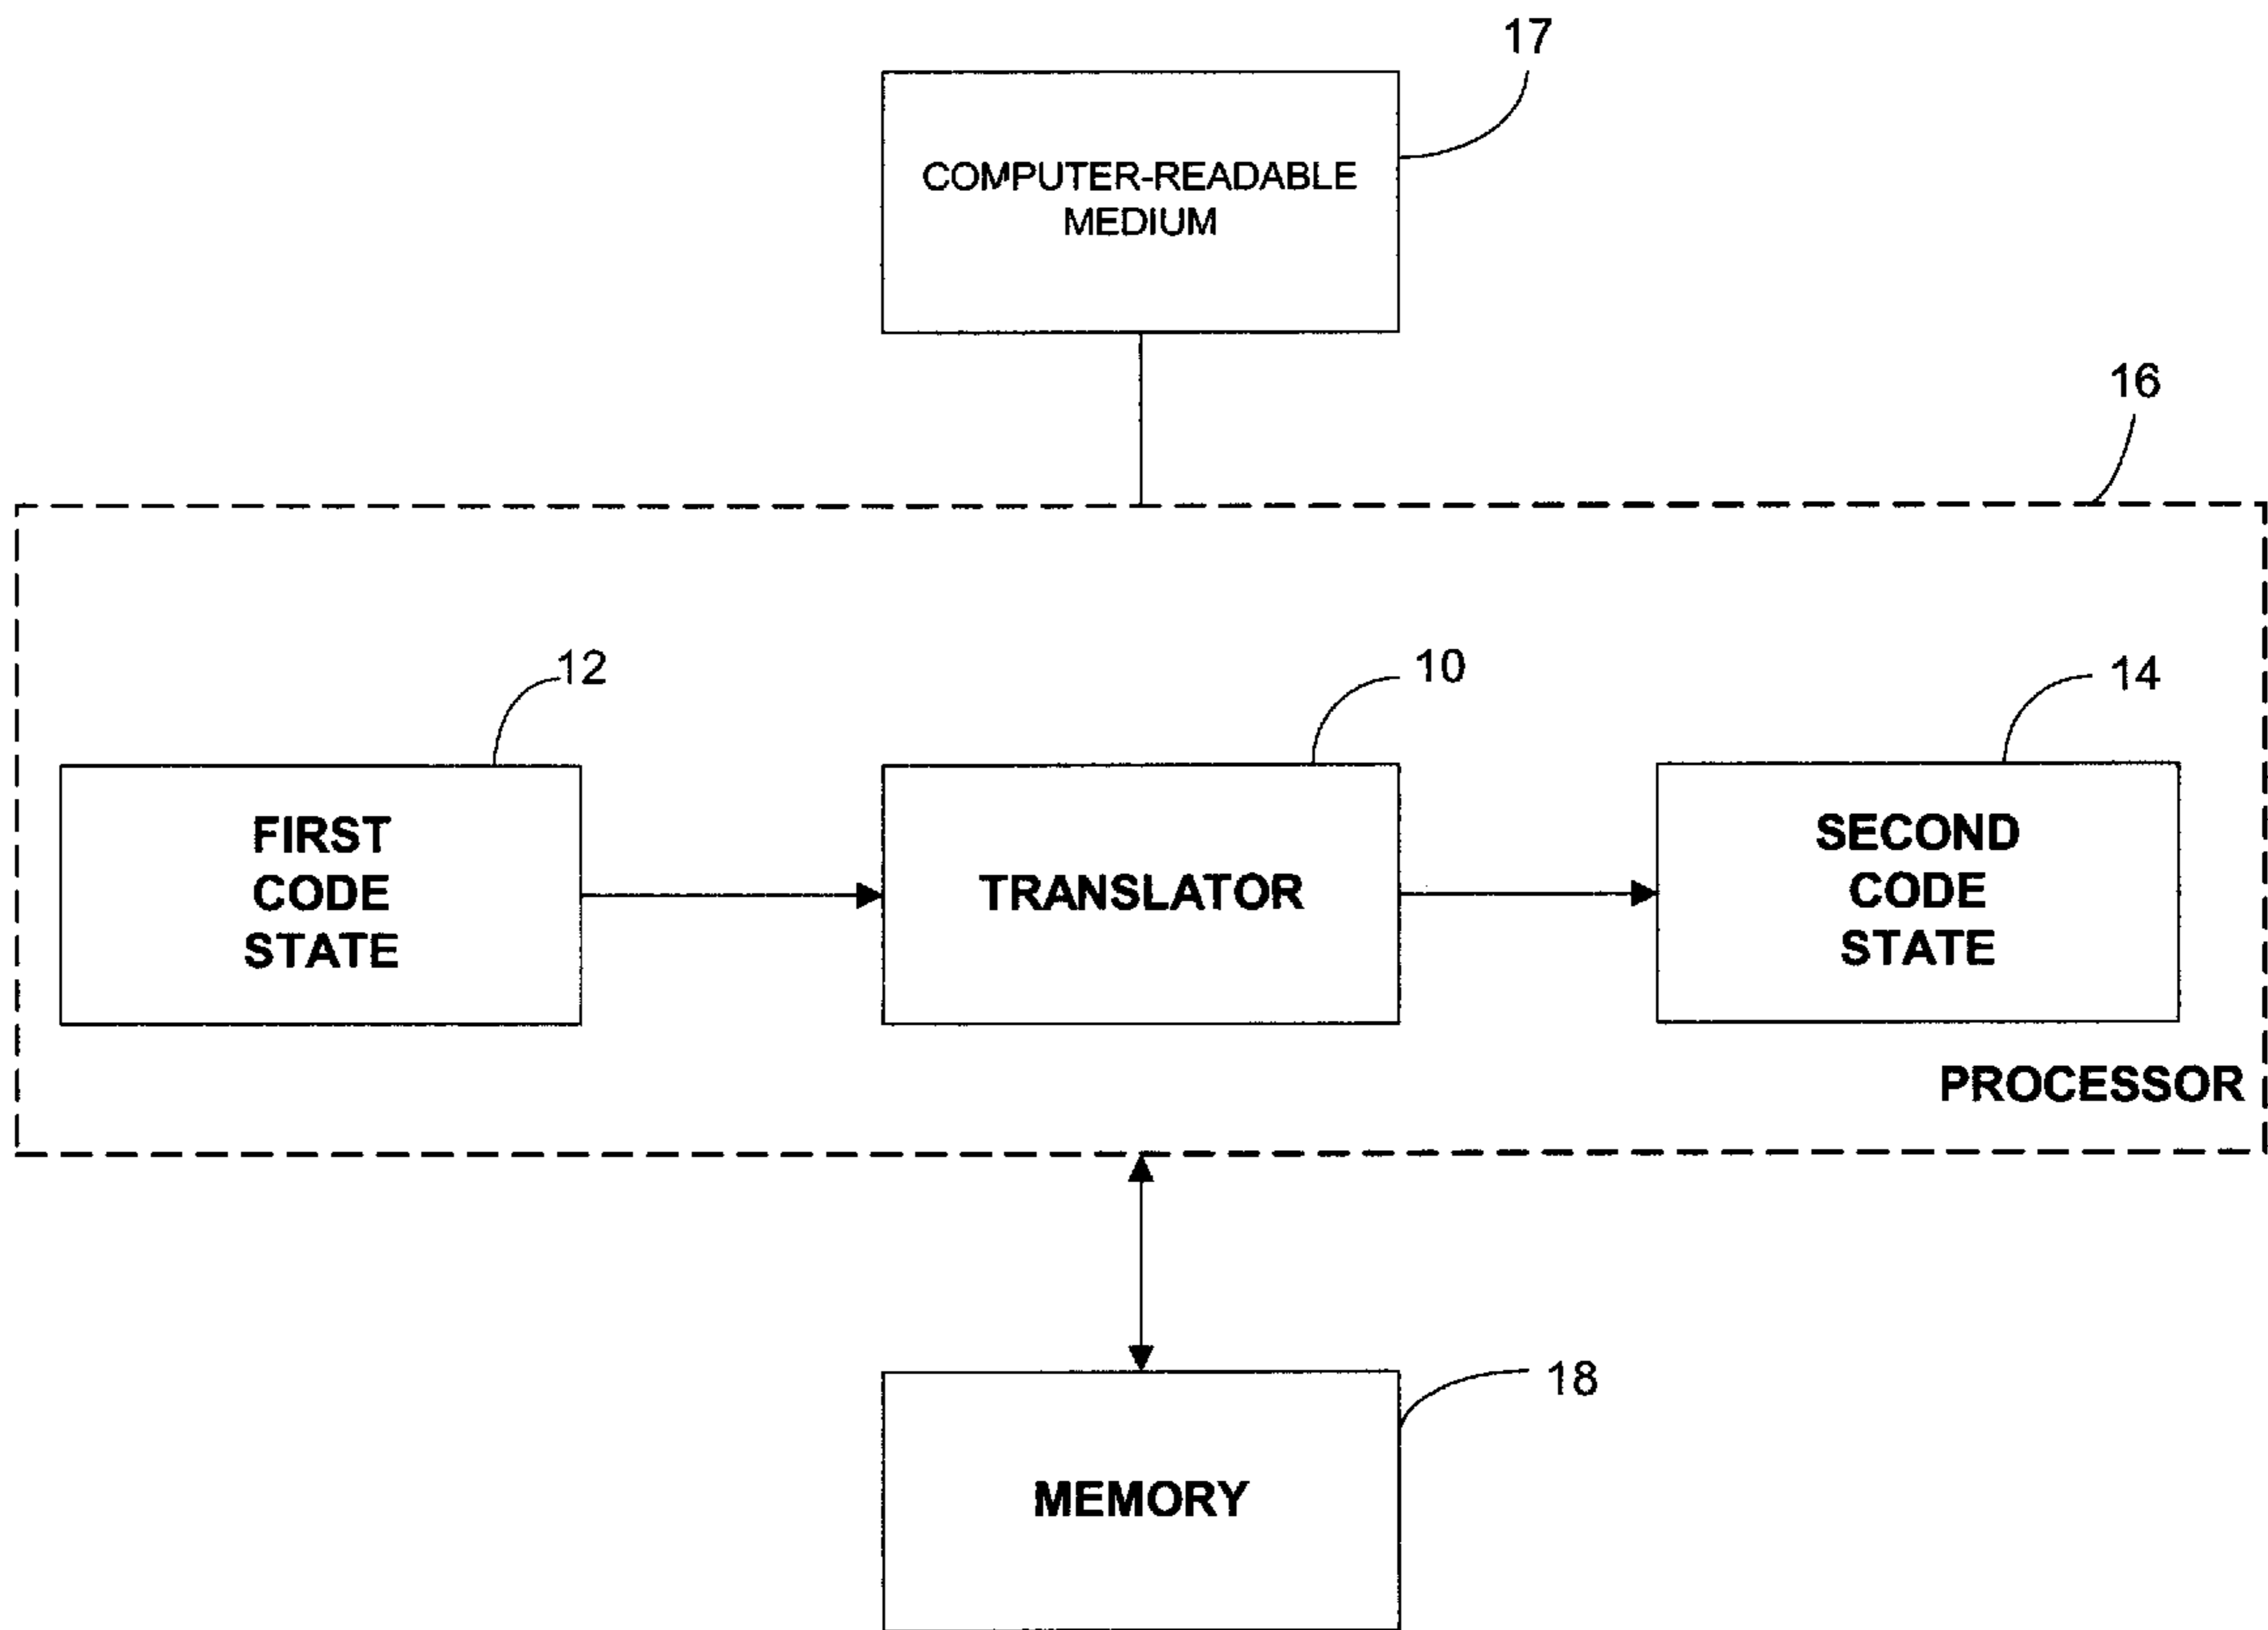 17
COMPUTER-READABLE
MEDIUM
16
12
10
14
FIRST
CODE
STATE
TRANSLATOR
SECOND
CODE
STATE
PROCESSOR
18
MEMORY